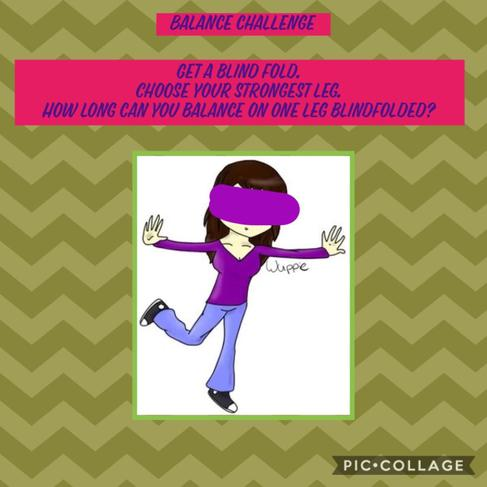 BALANCE CHALLENGE
GET A BLIND FOLD.
CHOOSE YOUR STRONGEST LEG.
HOW LONG CAN YOU BALANCE ON ONE LEG BLINDFOLDED?
Wuppe
PIC•COLLAGE